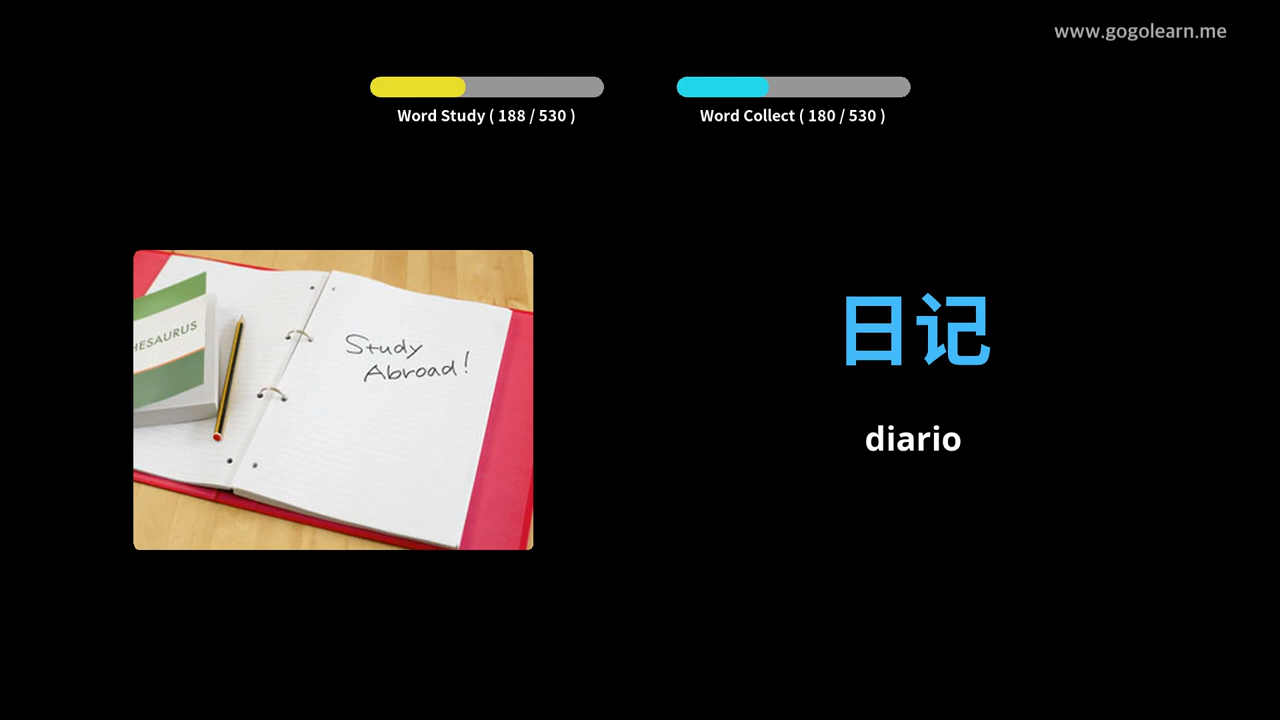 www.gogolearn.me
Word Study ( 188 / 530 )
Word Collect ( 180 / 530 )
HESAURUS
Study
Abroad!
日记
diario